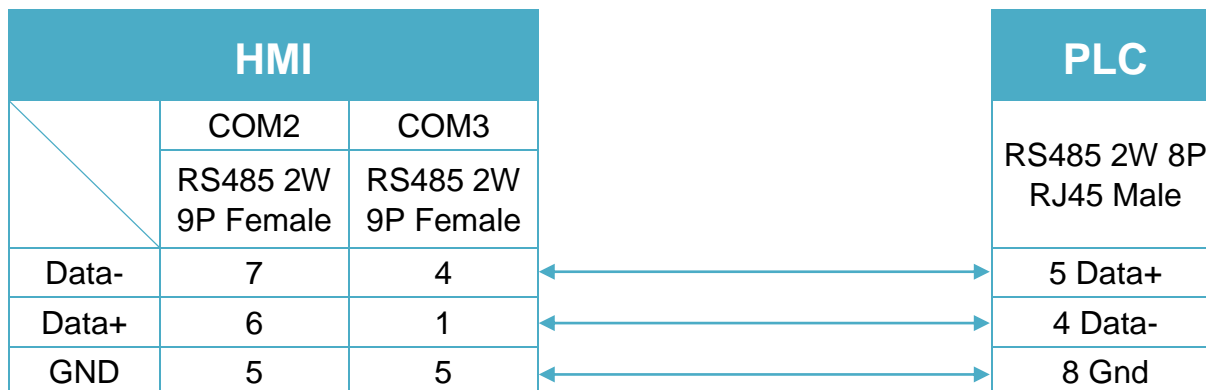 HMI PLC
COM2 COM3
RS485 2W
9P Female
RS485 2W
9P Female
RS485 2W 8P
RJ45 Male
Data- 7 4 5 Data+
Data+ 6 1 4 Data-
GND 5 5 8 Gnd